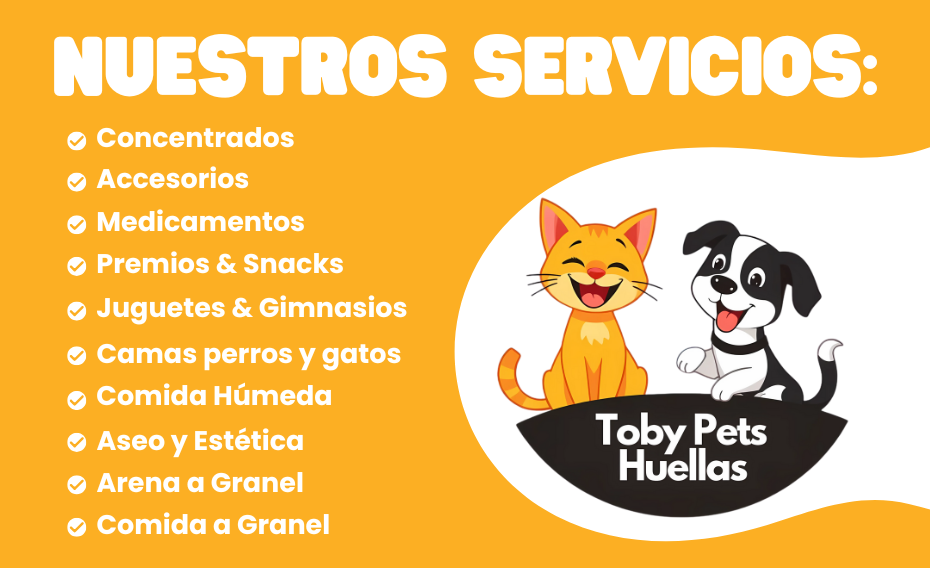 NUESTROS SERVICIOS:
Concentrados
Accesorios
Medicamentos
Premios & Snacks
Juguetes & Gimnasios
Camas perros y gatos
Comida Húmeda
Aseo y Estética
Arena a Granel
Comida a Granel
Toby Pets
Huellas